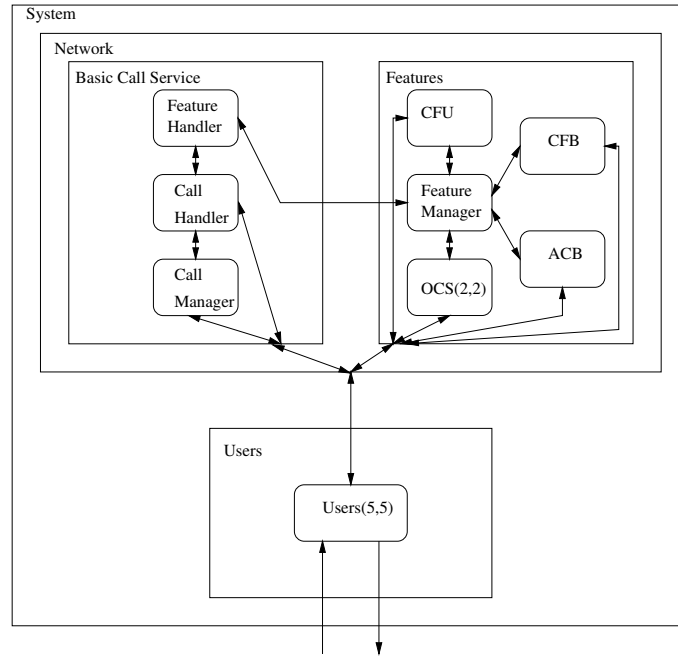 System
Network
Basic Call Service
Feature
Handler
Call
Handler
Call
Manager
Features
CFU
CFB
Feature
Manager
ACB
OCS(2,2)
Users
Users(5,5)